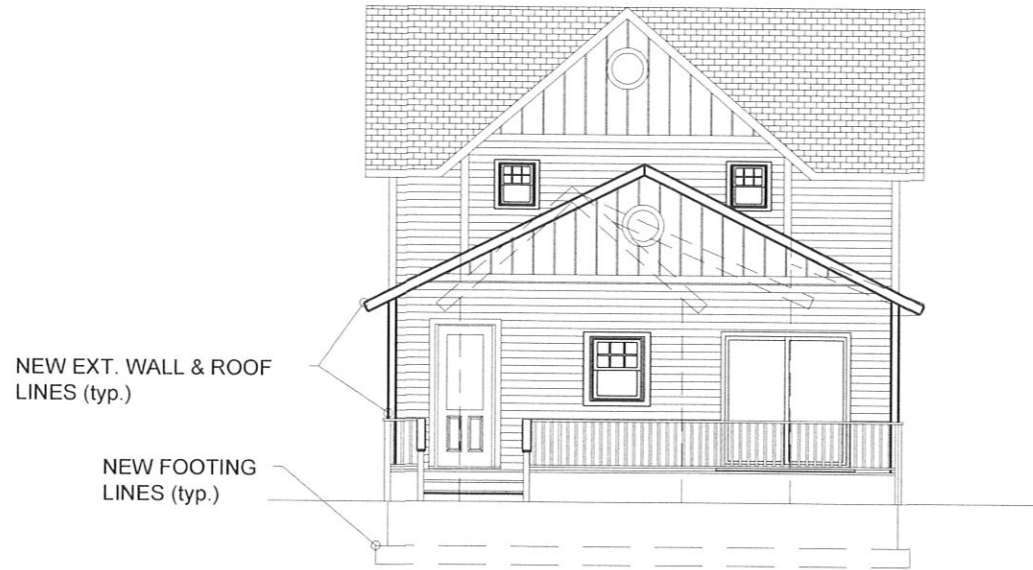 NEW EXT. WALL & ROOF
LINES (typ.)
NEW FOOTING
LINES (typ.)